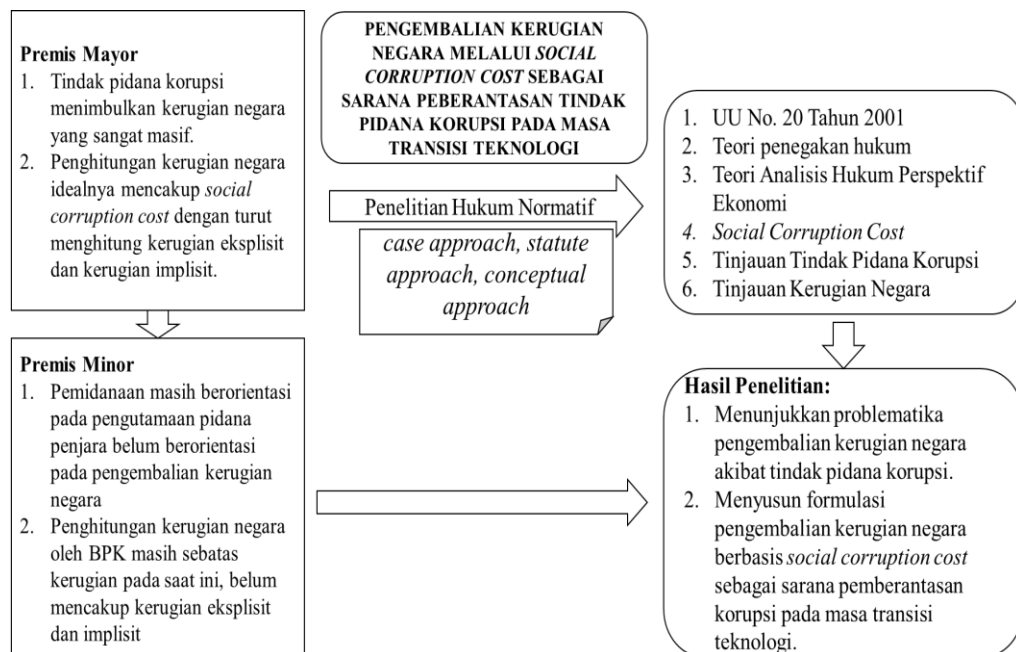 Premis Mayor
1. Tindak pidana korupsi
menimbulkan kerugian negara
yang sangat masif.
2. Penghitungan kerugian negara
idealnya mencakup social
corruption cost dengan turut
menghitung kerugian eksplisit
dan kerugian implisit.
PENGEMBALIAN KERUGIAN
NEGARA MELALUI SOCIAL
CORRUPTION COST SEBAGAI
SARANA PEBERANTASAN TINDAK
PIDANA KORUPSI PADA MASA
TRANSISI TEKNOLOGI
Penelitian Hukum Normatif
case approach, statute
approach, conceptual
approach
1. UU No. 20 Tahun 2001
2. Teori penegakan hukum
3. Teori Analisis Hukum Perspektif
Ekonomi
4. Social Corruption Cost
5. Tinjauan Tindak Pidana Korupsi
6. Tinjauan Kerugian Negara
Premis Minor
1. Pemidanaan masih berorientasi
pada pengutamaan pidana
penjara belum berorientasi
pada pengembalian kerugian
negara
2. Penghitungan kerugian negara
oleh BPK masih sebatas
kerugian pada saat ini, belum
mencakup kerugian eksplisit
dan implisit
Hasil Penelitian:
1. Menunjukkan problematika
pengembalian kerugian negara
akibat tindak pidana korupsi.
2. Menyusun formulasi
pengembalian kerugian negara
berbasis social corruption cost
sebagai sarana pemberantasan
korupsi pada masa transisi
teknologi.